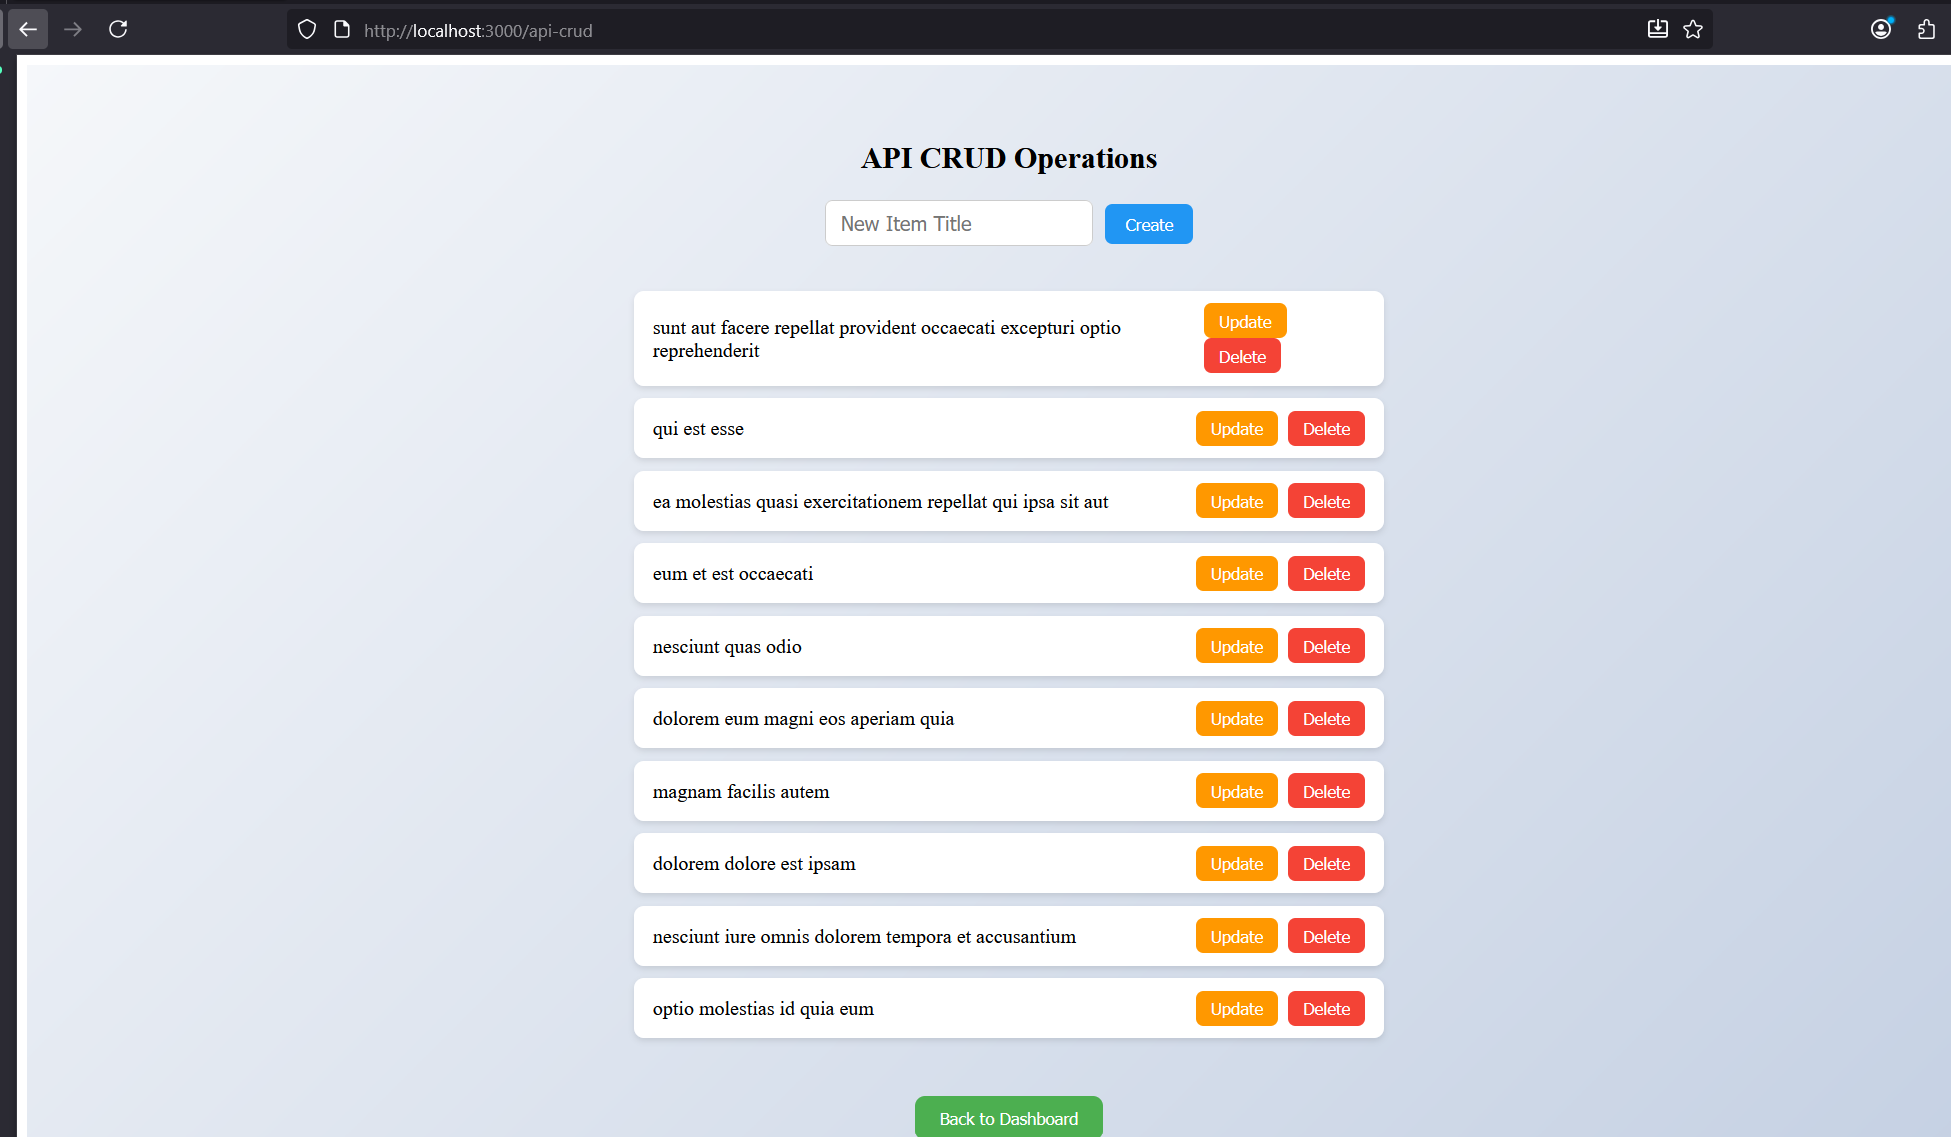 http://localhost:3000/api-crud
API CRUD Operations
New Item Title
Create
sunt aut facere repellat provident occaecati excepturi optio
reprehenderit
Update
Delete
qui est esse
Update Delete
ea molestias quasi exercitationem repellat qui ipsa sit aut
Update Delete
eum et est occaecati
Update Delete
nesciunt quas odio
Update Delete
dolorem eum magni eos aperiam quia
Update Delete
magnam facilis autem
Update Delete
dolorem dolore est ipsam
Update Delete
nesciunt iure omnis dolorem tempora et accusantium
Update Delete
optio molestias id quia eum
Update Delete
Back to Dashboard